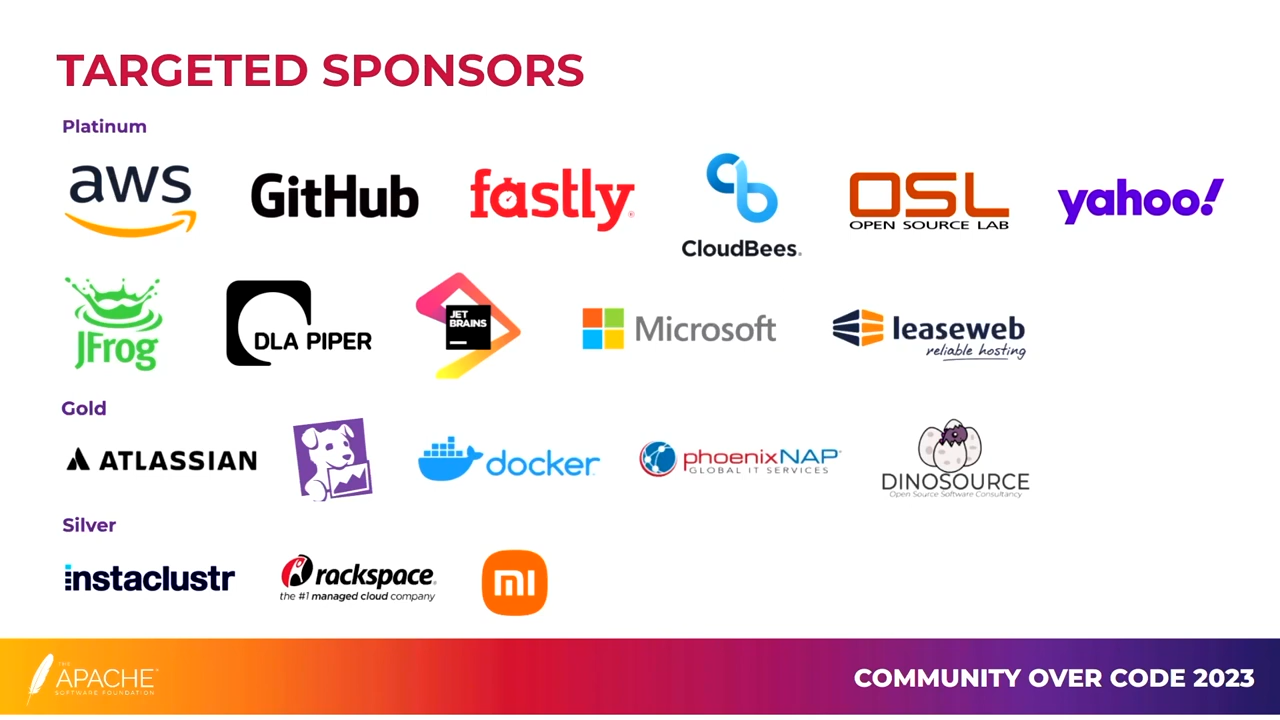 TARGETED SPONSORS
Platinum
aws
GitHub
fastly
CloudBees
OSL
OPEN SOURCE LAB
yahoo!
JFrog
DLA PIPER
JET
BRAINS
Microsoft
leaseweb
reliable hosting
Gold
ATLASSIAN
docker
phoenixNAP
GLOBAL IT SERVICES
DINOSOURCE
Open Source Software Consultancy
Silver
instaclustr
rackspace
the #1 managed cloud company
mi
THE
APACHE
SOFTWARE FOUNDATION
COMMUNITY OVER CODE 2023